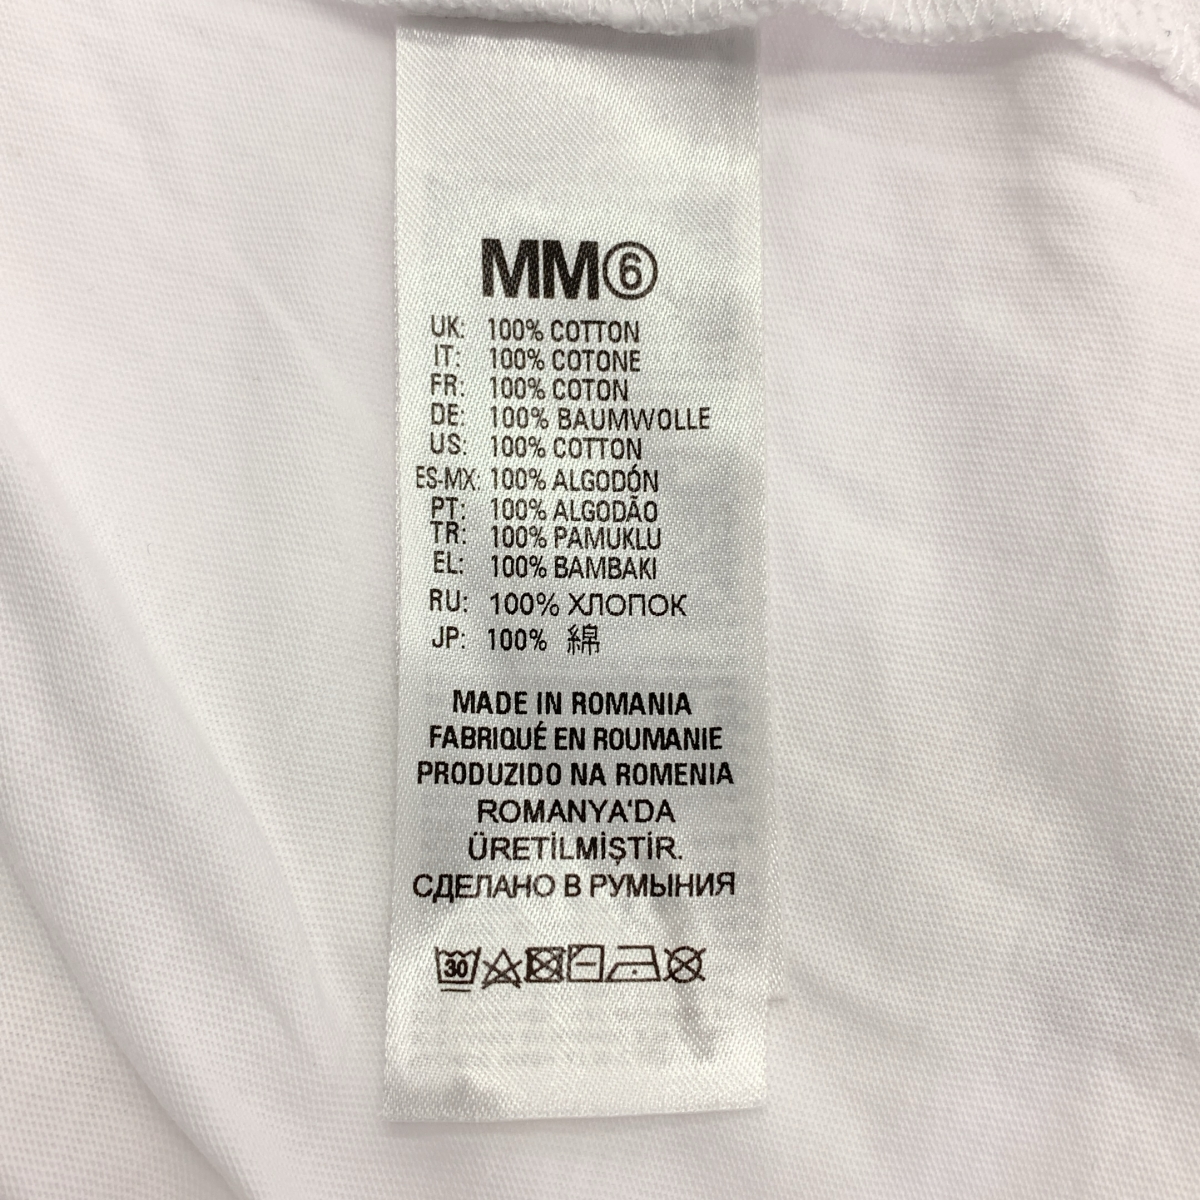 MM⑥
UK: 100% COTTON
IT: 100% COTONE
FR: 100% COTON
DE: 100% BAUMWOLLE
US: 100% COTTON
ES-MX: 100% ALGODÓN
PT: 100% ALGODÃO
TR: 100% PAMUKLU
EL: 100% BAMBAKI
RU: 100% ХЛОПОК
JP: 100% 綿
MADE IN ROMANIA
FABRIQUÉ EN ROUMANIE
PRODUZIDO NA ROMENIA
ROMANYA'DA
ÜRETİLMİŞTİR.
СДЕЛАНО В РУМЫНИЯ
30